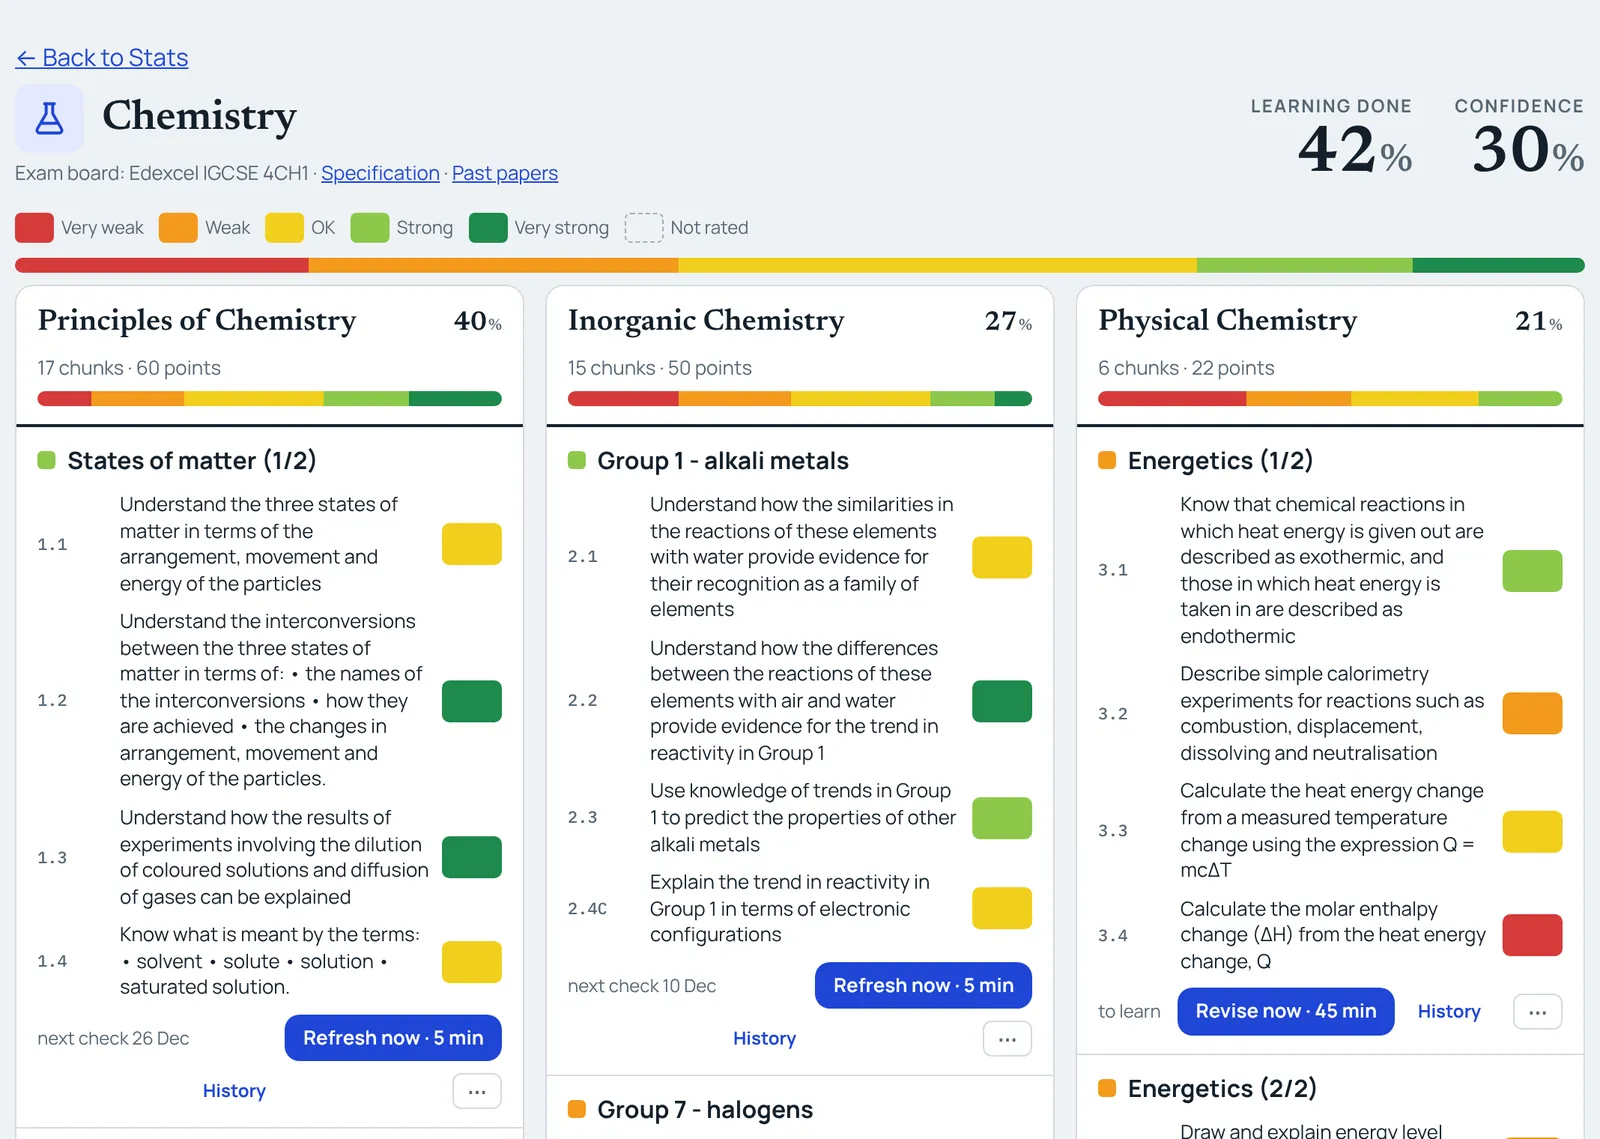 ← Back to Stats
Chemistry
LEARNING DONE
42%
CONFIDENCE
30%
Exam board: Edexcel IGCSE 4CH1 · Specification · Past papers
Very weak
Weak
OK
Strong
Very strong
Not rated
Principles of Chemistry
40%
17 chunks · 60 points
States of matter (1/2)
1.1
Understand the three states of
matter in terms of the
arrangement, movement and
energy of the particles
1.2
Understand the interconversions
between the three states of
matter in terms of: • the names of
the interconversions • how they
are achieved • the changes in
arrangement, movement and
energy of the particles.
1.3
Understand how the results of
experiments involving the dilution
of coloured solutions and diffusion
of gases can be explained
1.4
Know what is meant by the terms:
• solvent • solute • solution •
saturated solution.
next check 26 Dec
Refresh now · 5 min
History
...
Inorganic Chemistry
27%
15 chunks · 50 points
Group 1 - alkali metals
2.1
Understand how the similarities in
the reactions of these elements
with water provide evidence for
their recognition as a family of
elements
2.2
Understand how the differences
between the reactions of these
elements with air and water
provide evidence for the trend in
reactivity in Group 1
2.3
Use knowledge of trends in Group
1 to predict the properties of other
alkali metals
2.4C
Explain the trend in reactivity in
Group 1 in terms of electronic
configurations
next check 10 Dec
Refresh now · 5 min
History
...
Group 7 - halogens
Physical Chemistry
21%
6 chunks · 22 points
Energetics (1/2)
3.1
Know that chemical reactions in
which heat energy is given out are
described as exothermic, and
those in which heat energy is
taken in are described as
endothermic
3.2
Describe simple calorimetry
experiments for reactions such as
combustion, displacement,
dissolving and neutralisation
3.3
Calculate the heat energy change
from a measured temperature
change using the expression Q =
mcΔT
3.4
Calculate the molar enthalpy
change (ΔH) from the heat energy
change, Q
to learn
Revise now · 45 min
History
...
Energetics (2/2)
Draw and explain energy level